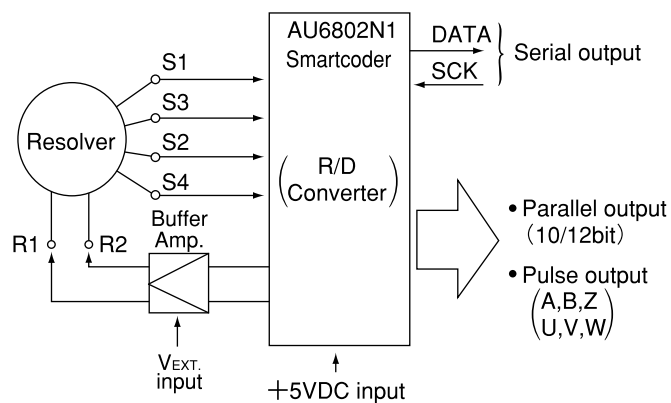 AU6802N1
Smartcoder
R/D
Converter
DATA
SCK
Serial output
S1
S3
S2
S4
Resolver
R1
R2
Buffer
Amp.
VEXT.
input
+5VDC input
• Parallel output
(10/12bit)
• Pulse output
(A,B,Z
U,V,W)